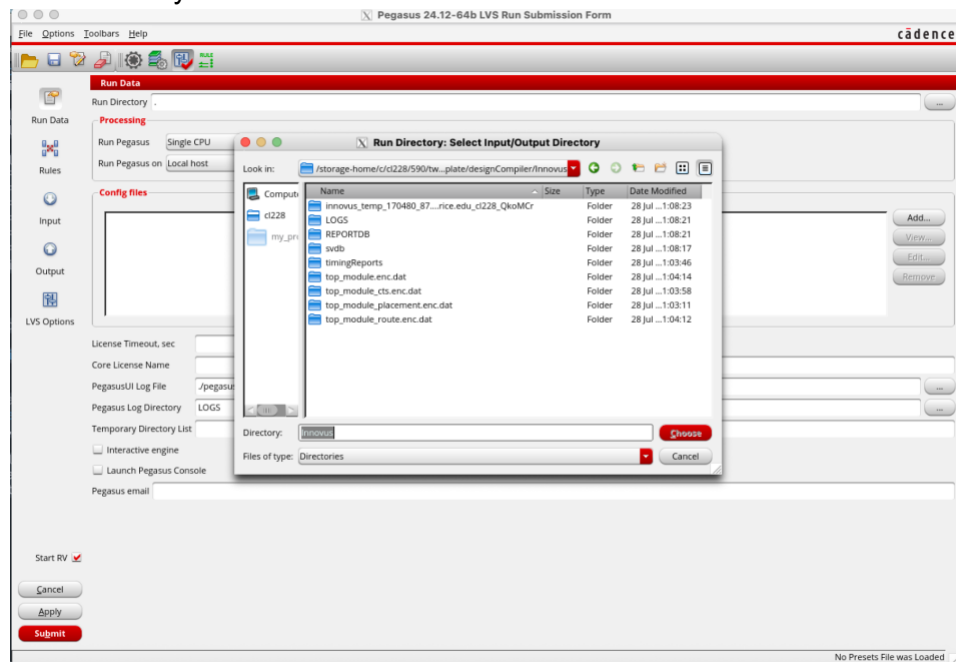 Pegasus 24.12-64b LVS Run Submission Form
File Options Toolbars Help
cādence
Run Data
Run Directory .
...
Run Data
Processing
Run Pegasus Single CPU
Run Pegasus on Local host
Rules
Config files
Input
Output
LVS Options
Add...
View...
Edit...
Remove
Run Directory: Select Input/Output Directory
Look in: /storage-home/c/cl228/590/tw...plate/designCompiler/Innovus
Compute
cl228
my_pr
Name Size Type Date Modified
innovus_temp_170480_87....rice.edu_cl228_QkoMCr Folder 28 Jul ...1:08:23
LOGS Folder 28 Jul ...1:08:21
REPORTDB Folder 28 Jul ...1:08:21
svdb Folder 28 Jul ...1:08:17
timingReports Folder 28 Jul ...1:03:46
top_module.enc.dat Folder 28 Jul ...1:04:14
top_module_cts.enc.dat Folder 28 Jul ...1:03:58
top_module_placement.enc.dat Folder 28 Jul ...1:03:11
top_module_route.enc.dat Folder 28 Jul ...1:04:12
Directory: Innovus Choose
Files of type: Directories Cancel
License Timeout, sec
Core License Name
PegasusUI Log File ./pegasu
...
Pegasus Log Directory LOGS
...
Temporary Directory List
Interactive engine
Launch Pegasus Console
Pegasus email
Start RV
Cancel
Apply
Submit
No Presets File was Loaded